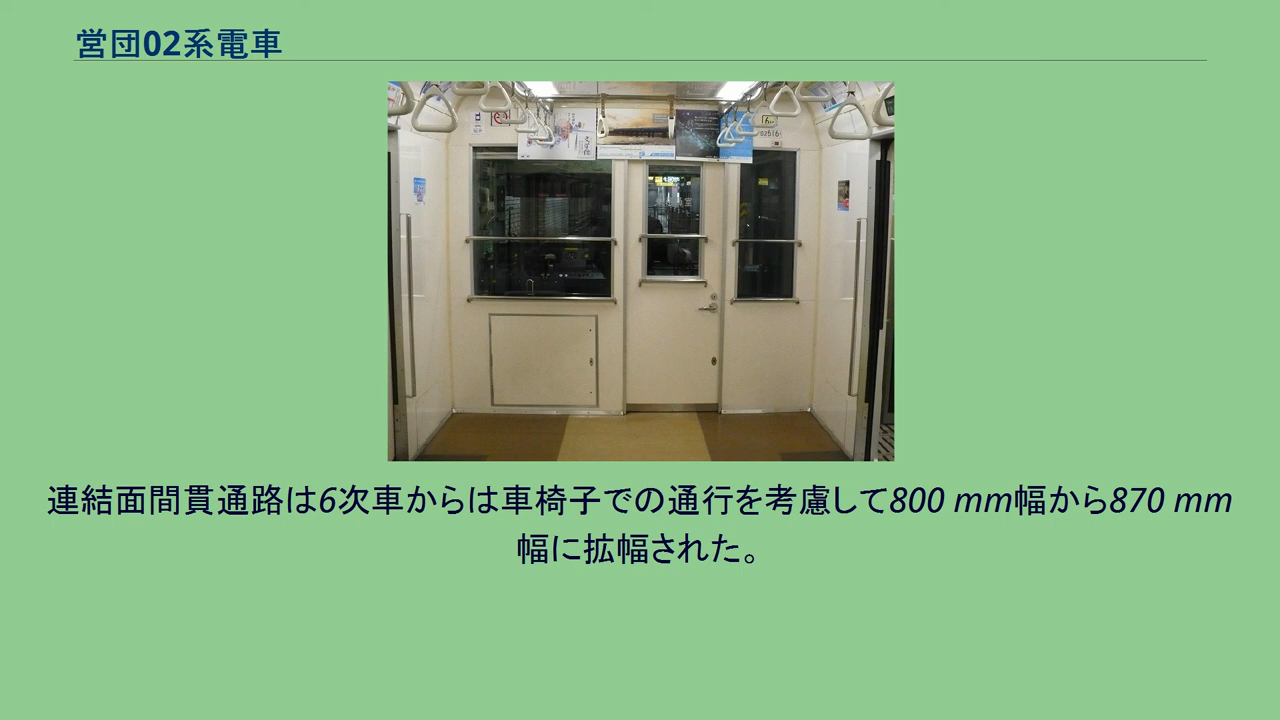 営団02系電車
02516
連結面間貫通路は6次車からは車椅子での通行を考慮して800 mm幅から870 mm
幅に拡幅された。